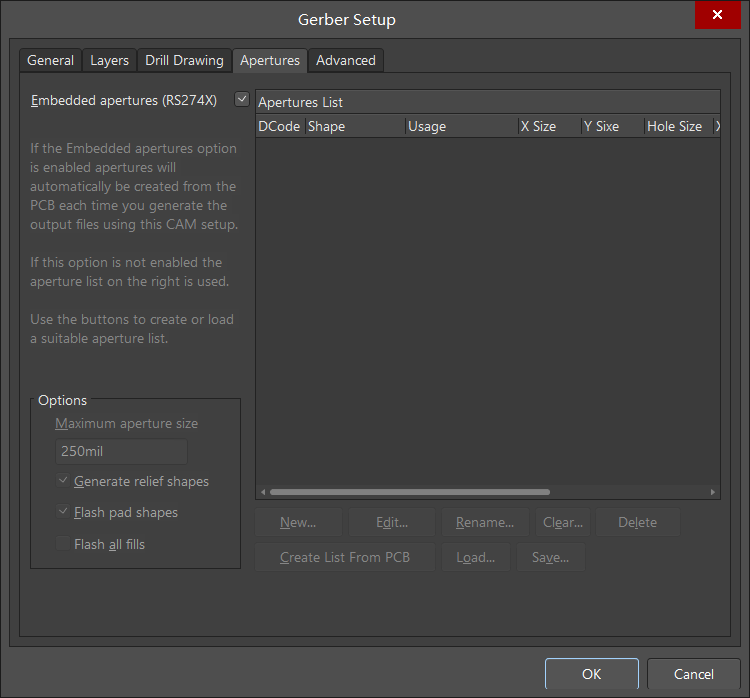 Gerber Setup
General Layers Drill Drawing Apertures Advanced
Embedded apertures (RS274X)
If the Embedded apertures option
is enabled apertures will
automatically be created from the
PCB each time you generate the
output files using this CAM setup.
If this option is not enabled the
aperture list on the right is used.
Use the buttons to create or load
a suitable aperture list.
Options
Maximum aperture size
250mil
Generate relief shapes
Flash pad shapes
Flash all fills
Apertures List
DCode Shape Usage X Size Y Sixe Hole Size X
New... Edit... Rename... Clear... Delete
Create List From PCB Load... Save...
OK Cancel